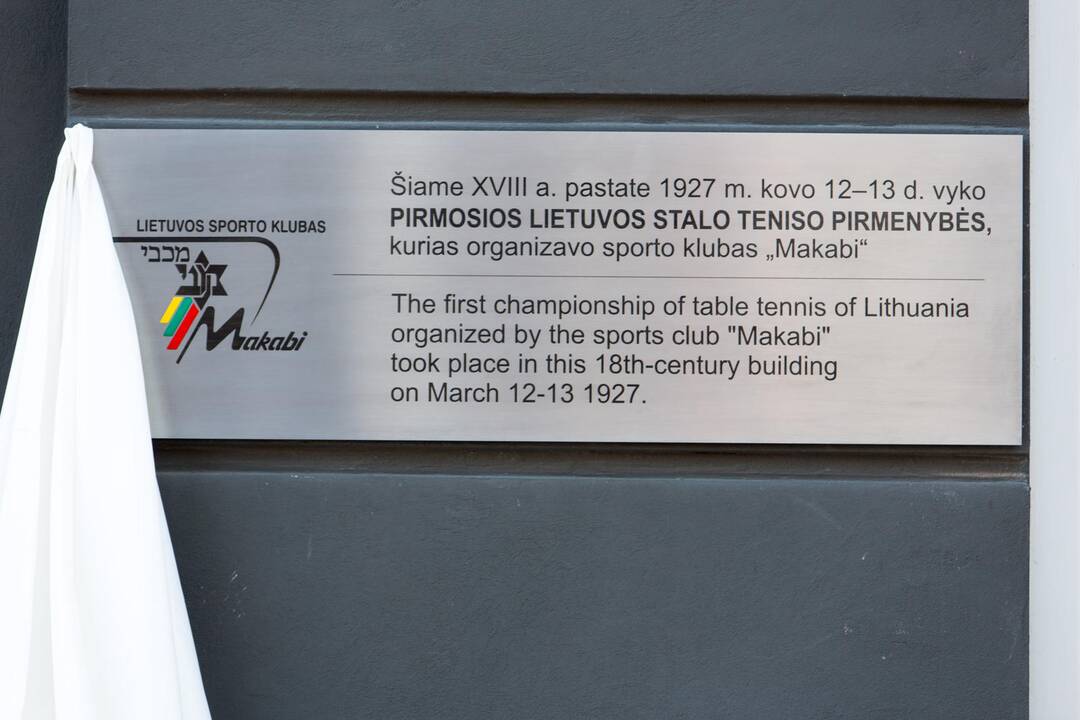 LIETUVOS SPORTO KLUBAS
מכבי
מכבי
Makabi
Šiame XVIII a. pastate 1927 m. kovo 12–13 d. vyko
PIRMOSIOS LIETUVOS STALO TENISO PIRMENYBĖS,
kurias organizavo sporto klubas „Makabi“
The first championship of table tennis of Lithuania
organized by the sports club "Makabi"
took place in this 18th-century building
on March 12-13 1927.